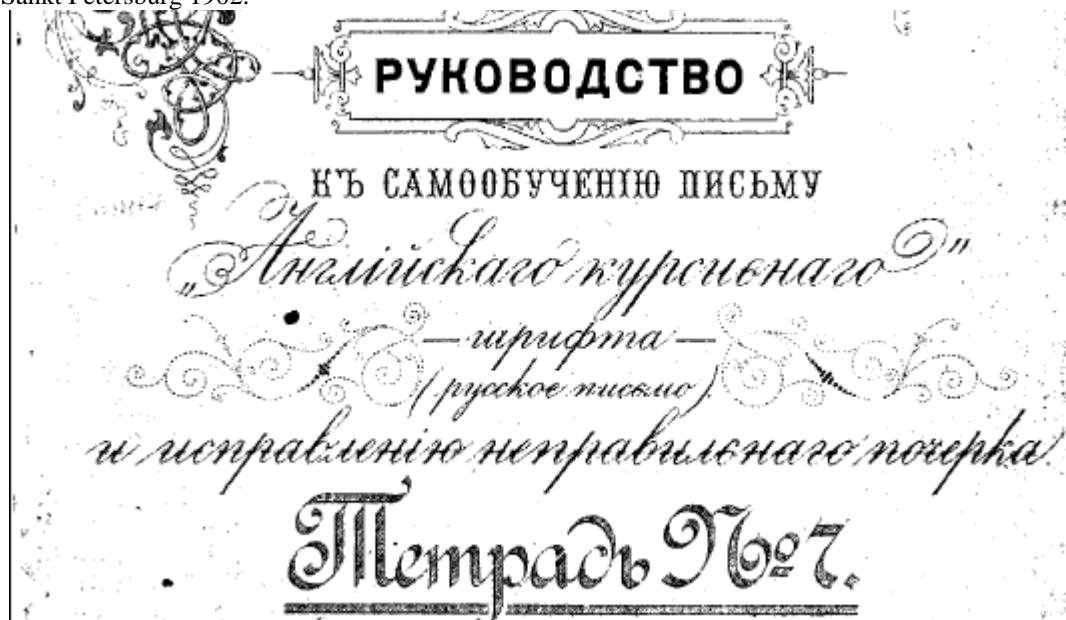 Sankt Petersburg 1902.
РУКОВОДСТВО
КЪ САМООБУЧЕНІЮ ПИСЬМУ
„Англійскаго курсивнаго"
— шрифта —
(русское письмо)
и исправленію неправильнаго почерка.
Тетрадь №7.